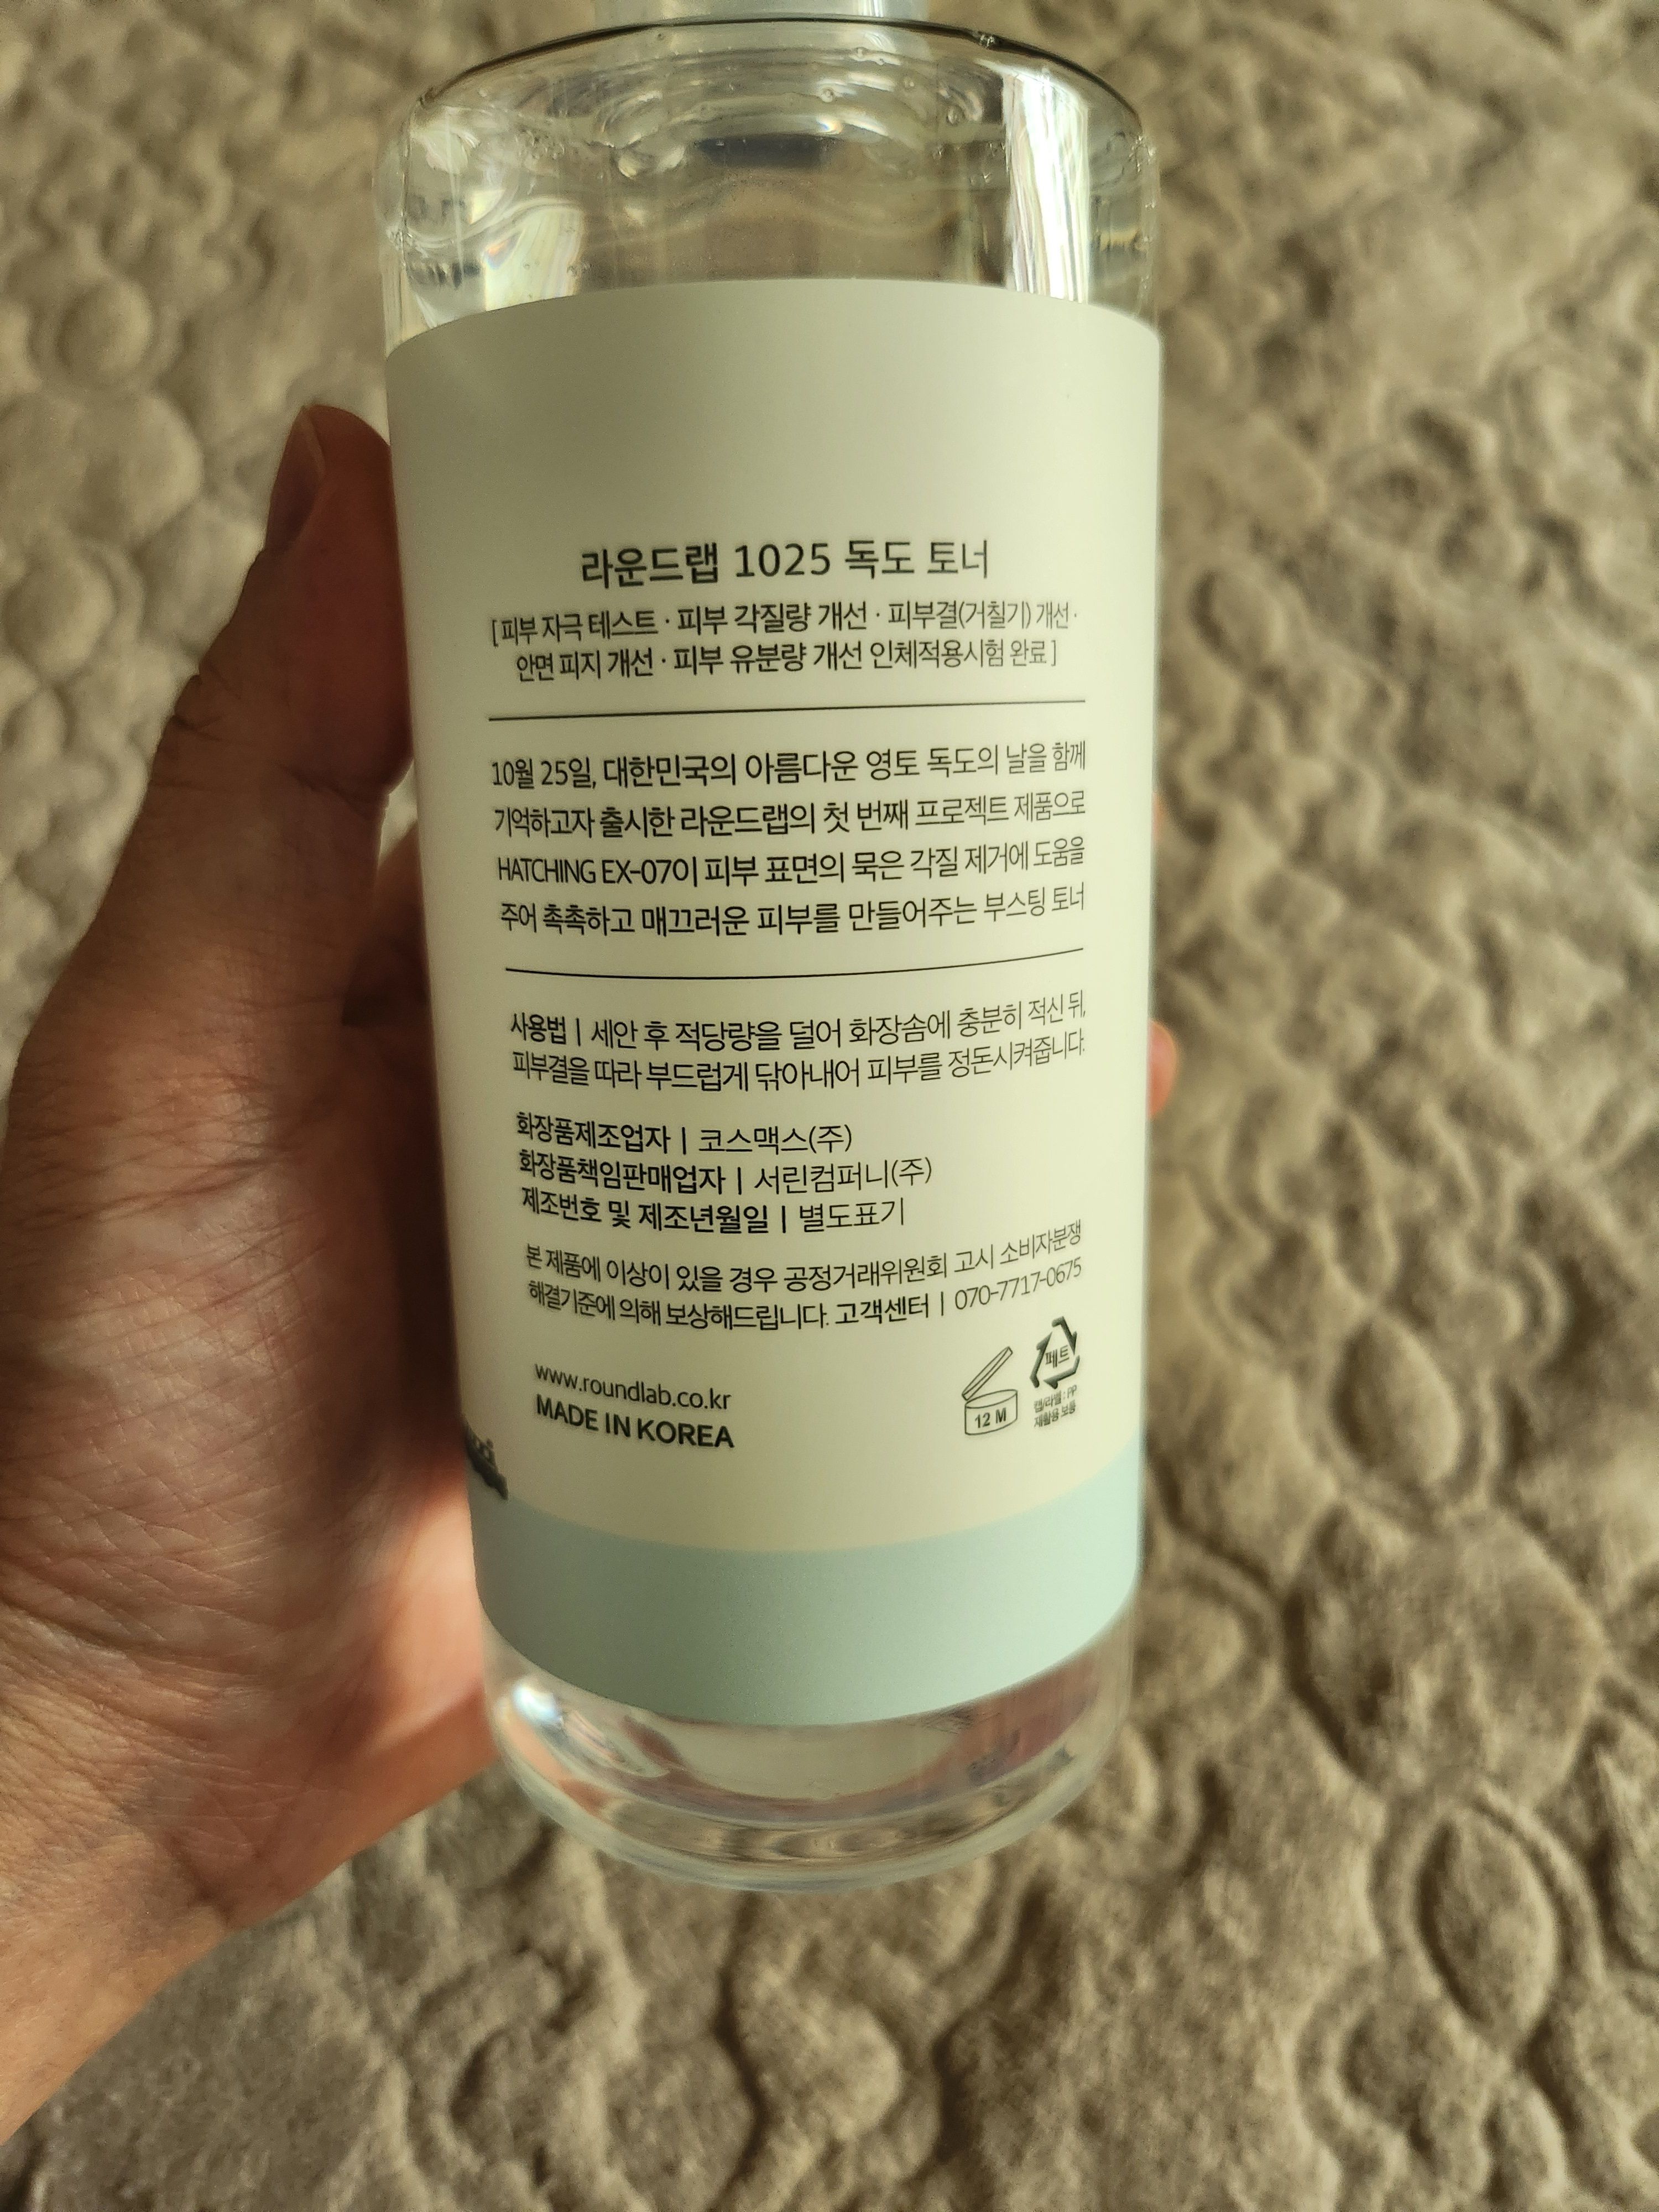 라운드랩 1025 독도 토너
[ 피부 자극 테스트 · 피부 각질량 개선 · 피부결(거칠기) 개선 ·
안면 피지 개선 · 피부 유분량 개선 인체적용시험 완료 ]
10월 25일, 대한민국의 아름다운 영토 독도의 날을 함께
기억하고자 출시한 라운드랩의 첫 번째 프로젝트 제품으로
HATCHING EX-07이 피부 표면의 묵은 각질 제거에 도움을
주어 촉촉하고 매끄러운 피부를 만들어주는 부스팅 토너
사용법 | 세안 후 적당량을 덜어 화장솜에 충분히 적신 뒤,
피부결을 따라 부드럽게 닦아내어 피부를 정돈시켜줍니다.
화장품제조업자 | 코스맥스(주)
화장품책임판매업자 | 서린컴퍼니(주)
제조번호 및 제조년월일 | 별도표기
본 제품에 이상이 있을 경우 공정거래위원회 고시 소비자분쟁
해결기준에 의해 보상해드립니다. 고객센터 | 070-7717-0675
www.roundlab.co.kr
MADE IN KOREA
12 M
페트
캡/라벨 : PP
재활용 보통